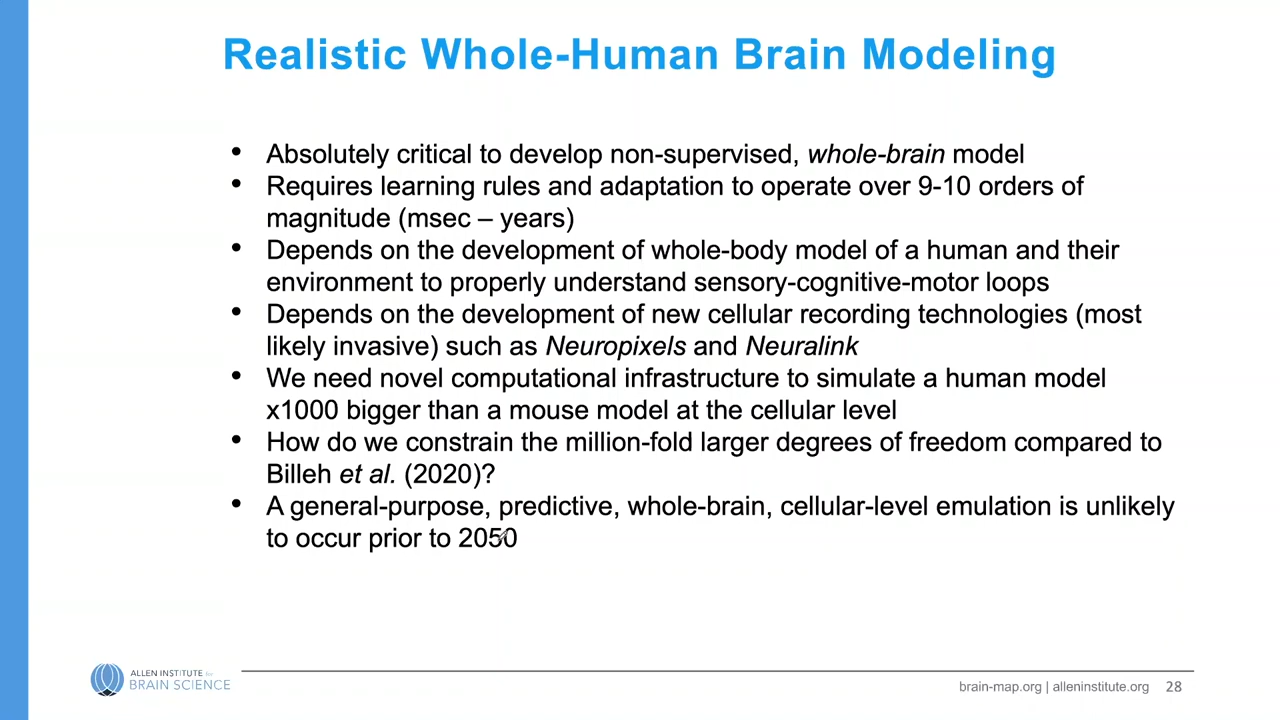 Realistic Whole-Human Brain Modeling
• Absolutely critical to develop non-supervised, whole-brain model
• Requires learning rules and adaptation to operate over 9-10 orders of
magnitude (msec – years)
• Depends on the development of whole-body model of a human and their
environment to properly understand sensory-cognitive-motor loops
• Depends on the development of new cellular recording technologies (most
likely invasive) such as Neuropixels and Neuralink
• We need novel computational infrastructure to simulate a human model
x1000 bigger than a mouse model at the cellular level
• How do we constrain the million-fold larger degrees of freedom compared to
Billeh et al. (2020)?
• A general-purpose, predictive, whole-brain, cellular-level emulation is unlikely
to occur prior to 2050
ALLEN INSTITUTE for
BRAIN SCIENCE
brain-map.org | alleninstitute.org 28